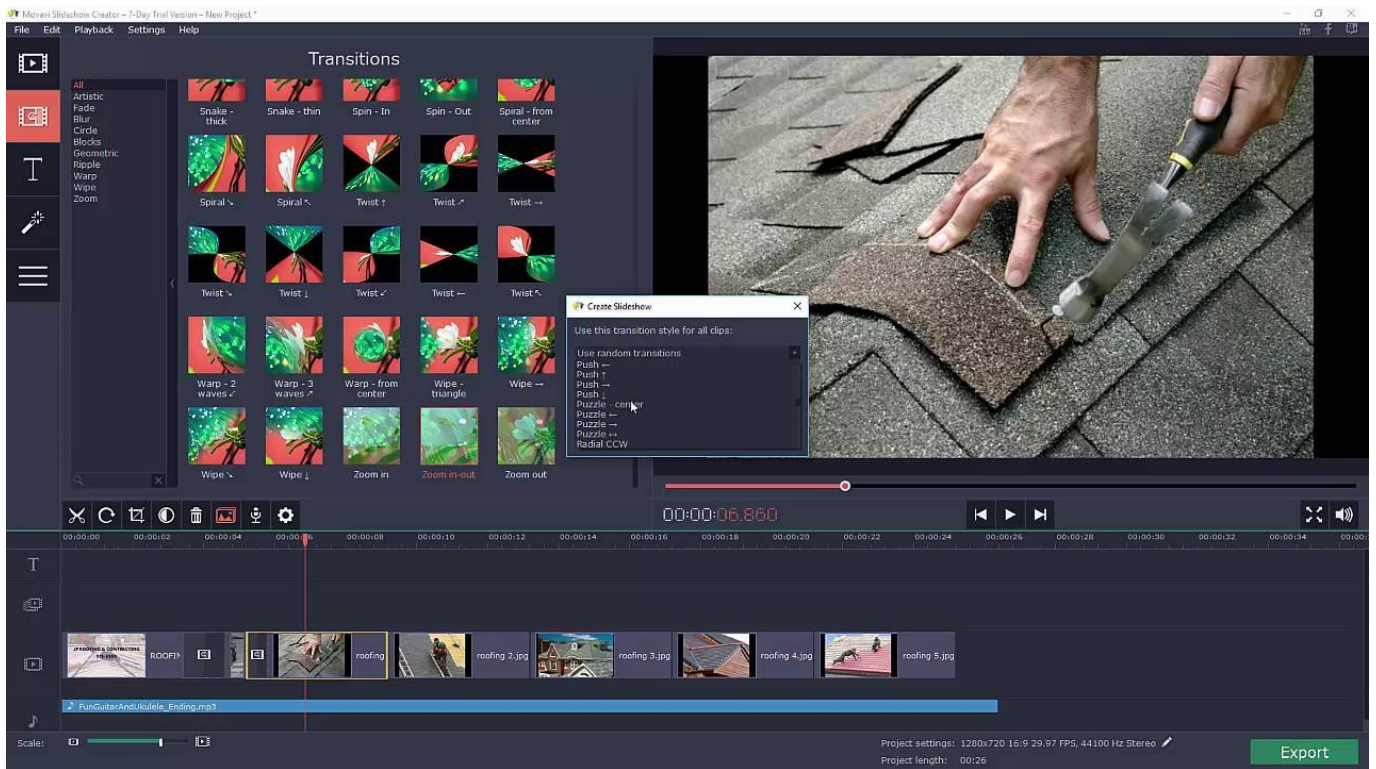 Movavi Slideshow Creator – 7-Day Trial Version – New Project *
File Edit Playback Settings Help
Transitions
All
Artistic
Fade
Blur
Circle
Blocks
Geometric
Ripple
Warp
Wipe
Zoom
Snake - thick
Snake - thin
Spin - In
Spin - Out
Spiral - from center
Spiral ↘
Spiral ↖
Twist ↑
Twist ↗
Twist →
Twist ↘
Twist ↓
Twist ↙
Twist ←
Twist ↖
Warp - 2 waves ↙
Warp - 3 waves ↗
Warp - from center
Wipe - triangle
Wipe →
Wipe ↘
Wipe ↓
Zoom in
Zoom in-out
Zoom out
Create Slideshow
Use this transition style for all clips:
Use random transitions
Push ←
Push ↑
Push →
Push ↓
Puzzle - center
Puzzle ←
Puzzle →
Puzzle ↔
Radial CCW
00:00:06.860
00:00:00 00:00:02 00:00:04 00:00:06 00:00:08 00:00:10 00:00:12 00:00:14 00:00:16 00:00:18 00:00:20 00:00:22 00:00:24 00:00:26 00:00:28 00:00:30 00:00:32 00:00:34
JP ROOFING & CONTRACTING
roofing
roofing 2.jpg
roofing 3.jpg
roofing 4.jpg
roofing 5.jpg
FunGuitarAndUkulele_Ending.mp3
Scale:
Project settings: 1280x720 16:9 29.97 FPS, 44100 Hz Stereo
Project length: 00:26
Export